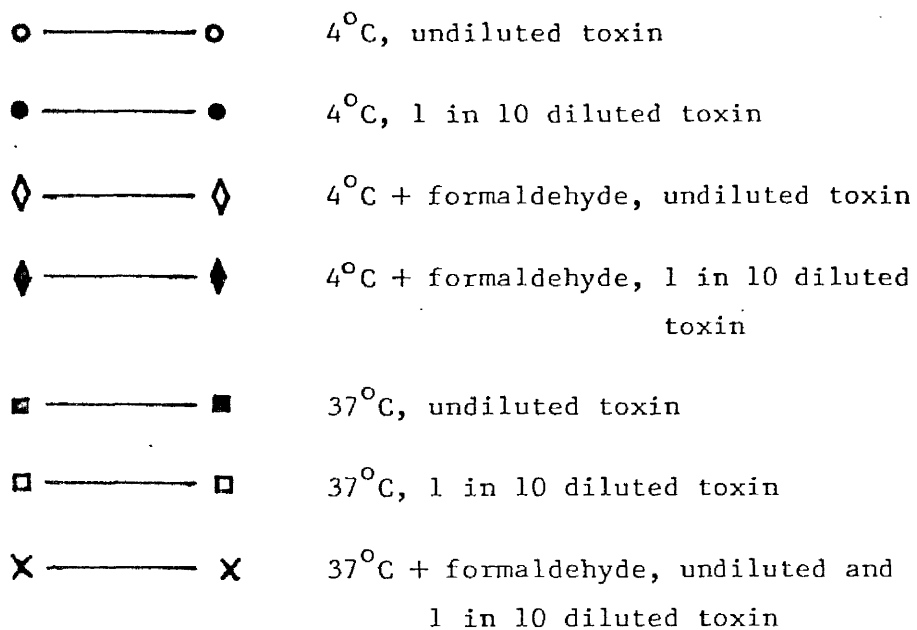 4°C, undiluted toxin
4°C, 1 in 10 diluted toxin
4°C + formaldehyde, undiluted toxin
4°C + formaldehyde, 1 in 10 diluted
toxin
37°C, undiluted toxin
37°C, 1 in 10 diluted toxin
37°C + formaldehyde, undiluted and
1 in 10 diluted toxin